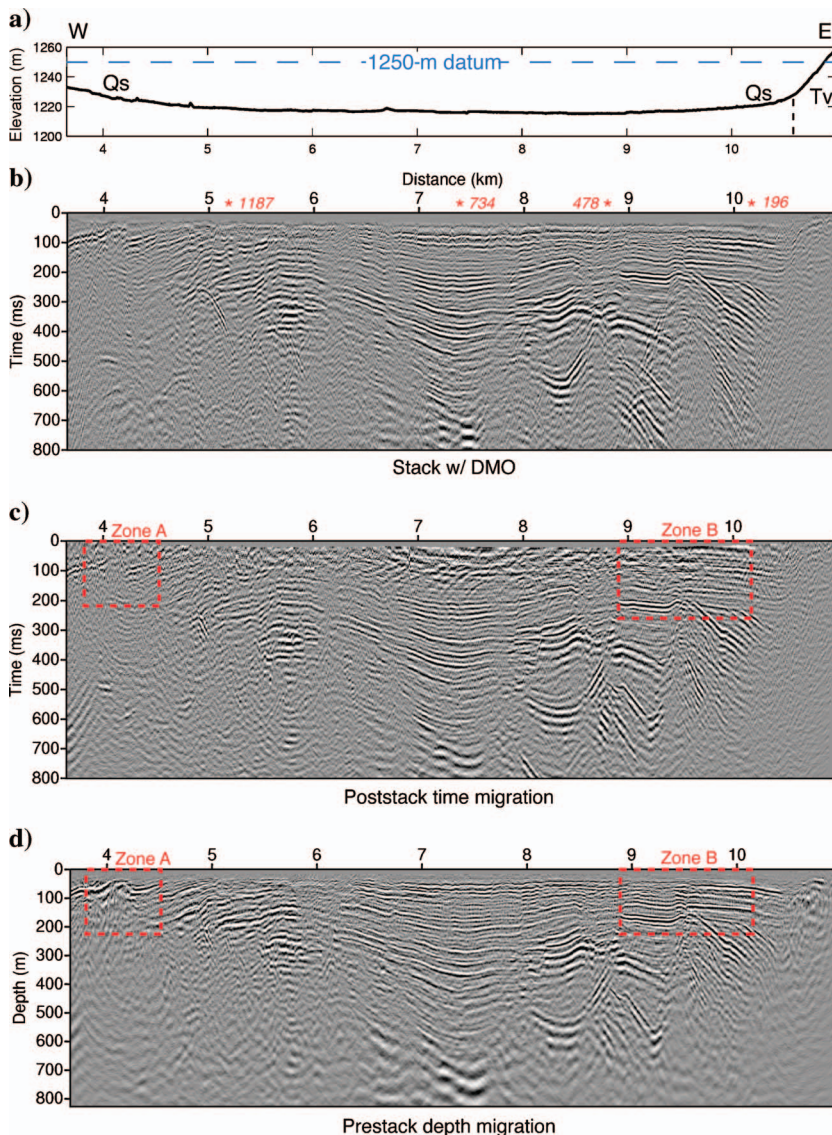 a)
W
E
Elevation (m)
1260
1240
1220
1200
1250-m datum
Qs
Qs
Tv
4
5
6
7
8
9
10
Distance (km)
b)
4
5
6
7
8
9
10
* 1187
* 734
478 *
* 196
Time (ms)
0
100
200
300
400
500
600
700
800
Stack w/ DMO
c)
4
5
6
7
8
9
10
Zone A
Zone B
Time (ms)
0
100
200
300
400
500
600
700
800
Poststack time migration
d)
4
5
6
7
8
9
10
Zone A
Zone B
Depth (m)
0
100
200
300
400
500
600
700
800
Prestack depth migration